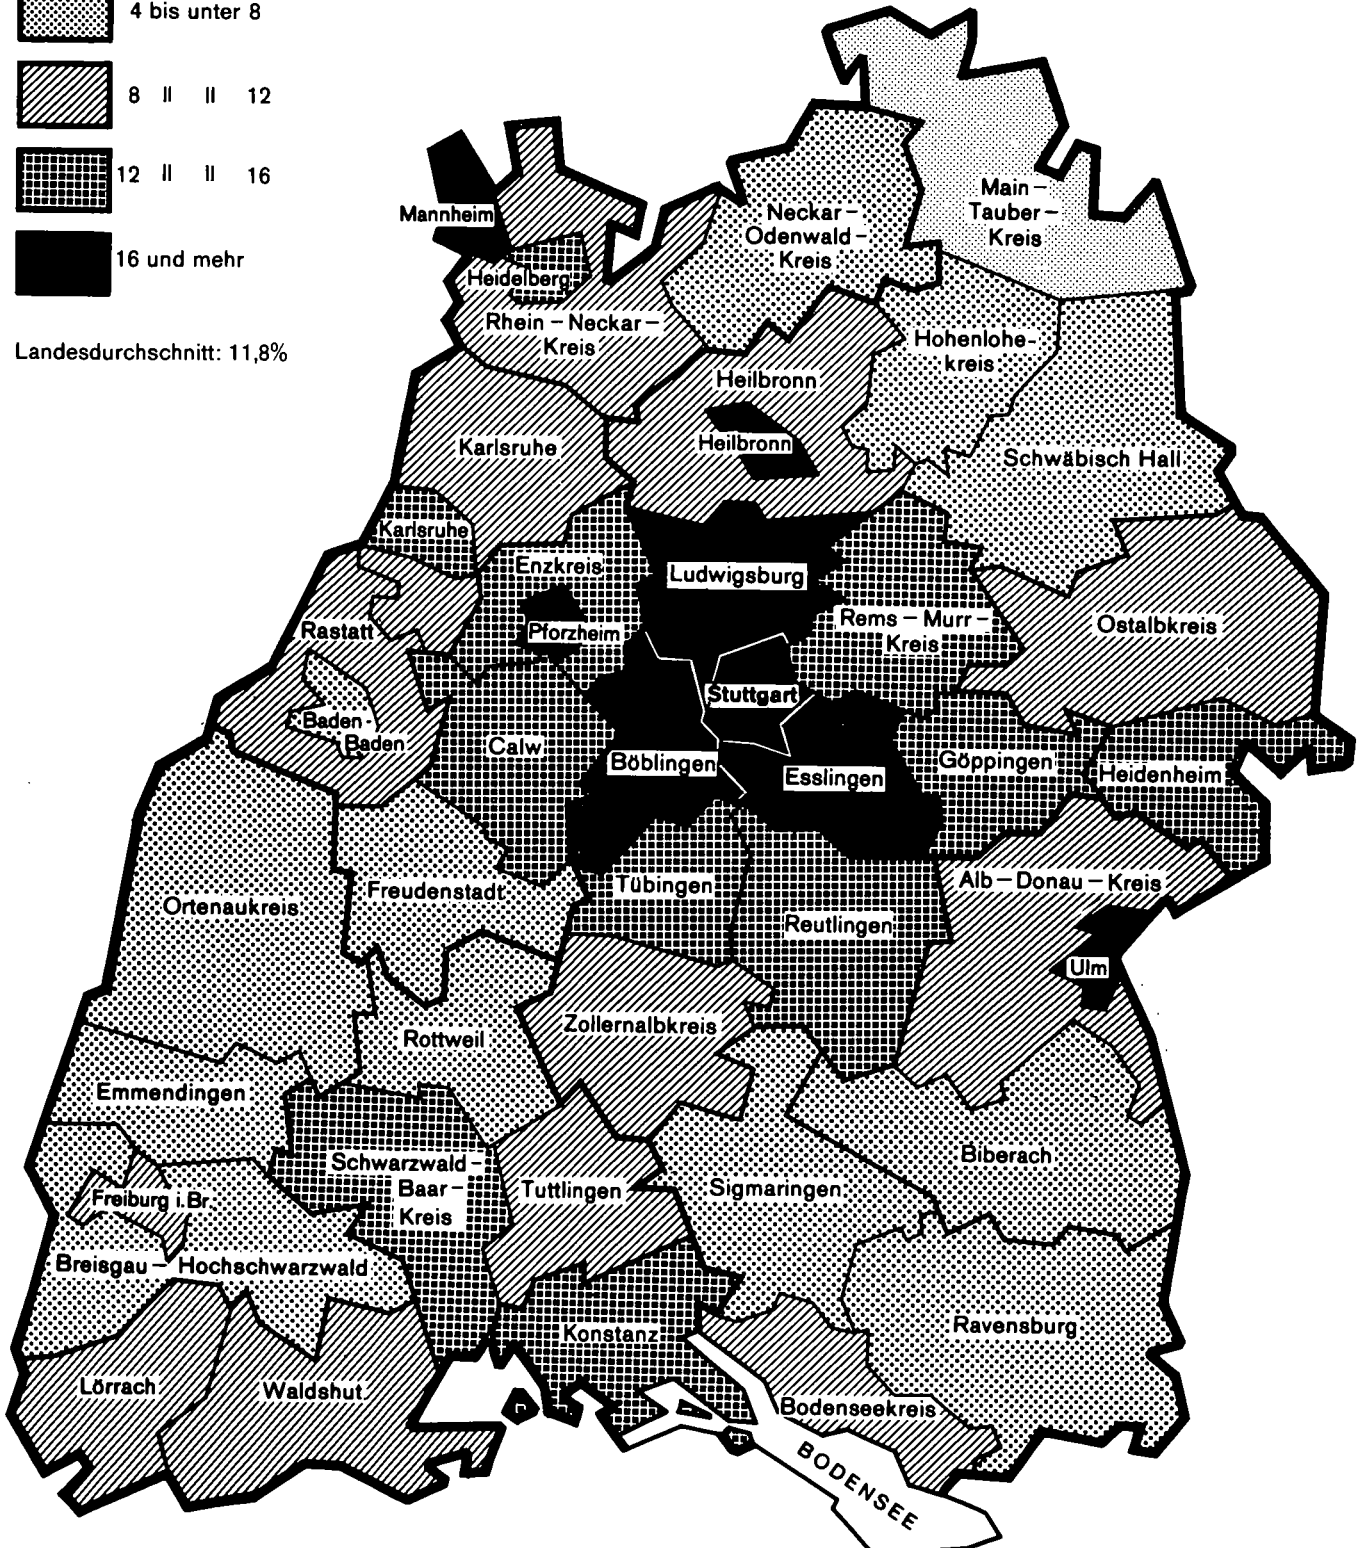 4 bis unter 8
8 " " 12
12 " " 16
16 und mehr
Landesdurchschnitt: 11,8%
Main-
Tauber-
Kreis
Mannheim
Neckar-
Odenwald-
Kreis
Heidelberg
Rhein-Neckar-
Kreis
Hohenlohe-
kreis
Heilbronn
Heilbronn
Karlsruhe
Schwäbisch Hall
Karlsruhe
Enzkreis
Ludwigsburg
Pforzheim
Rems-Murr-
Kreis
Ostalbkreis
Rastatt
Stuttgart
Baden-
Baden
Calw
Böblingen
Esslingen
Göppingen
Heidenheim
Freudenstadt
Tübingen
Alb-Donau-Kreis
Ortenaukreis
Reutlingen
Ulm
Rottweil
Zollernalbkreis
Emmendingen
Schwarzwald-
Baar-
Kreis
Tuttlingen
Sigmaringen
Biberach
Freiburg i.Br.
Breisgau-Hochschwarzwald
Konstanz
Ravensburg
Lörrach
Waldshut
Bodenseekreis
BODENSEE